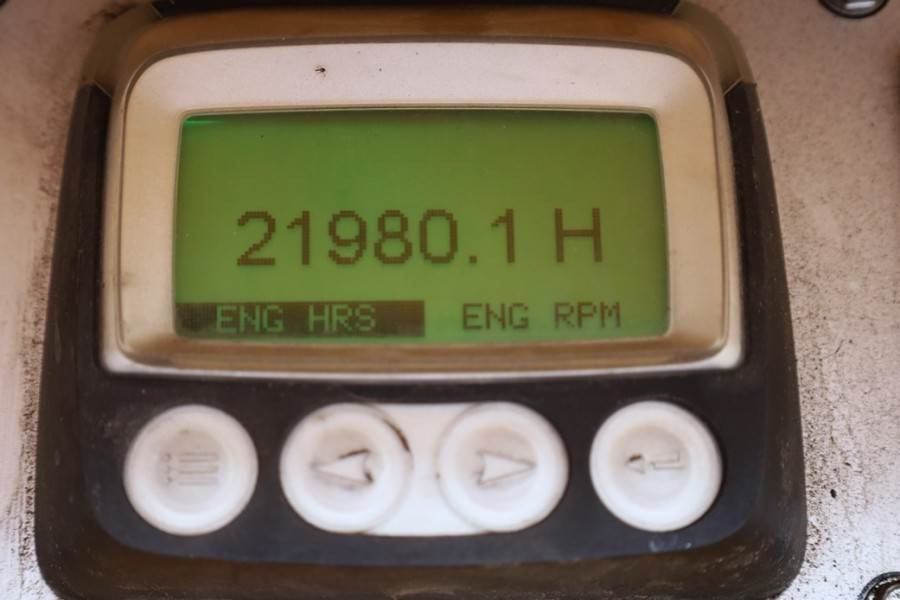 21980.1 H
ENG HRS ENG RPM